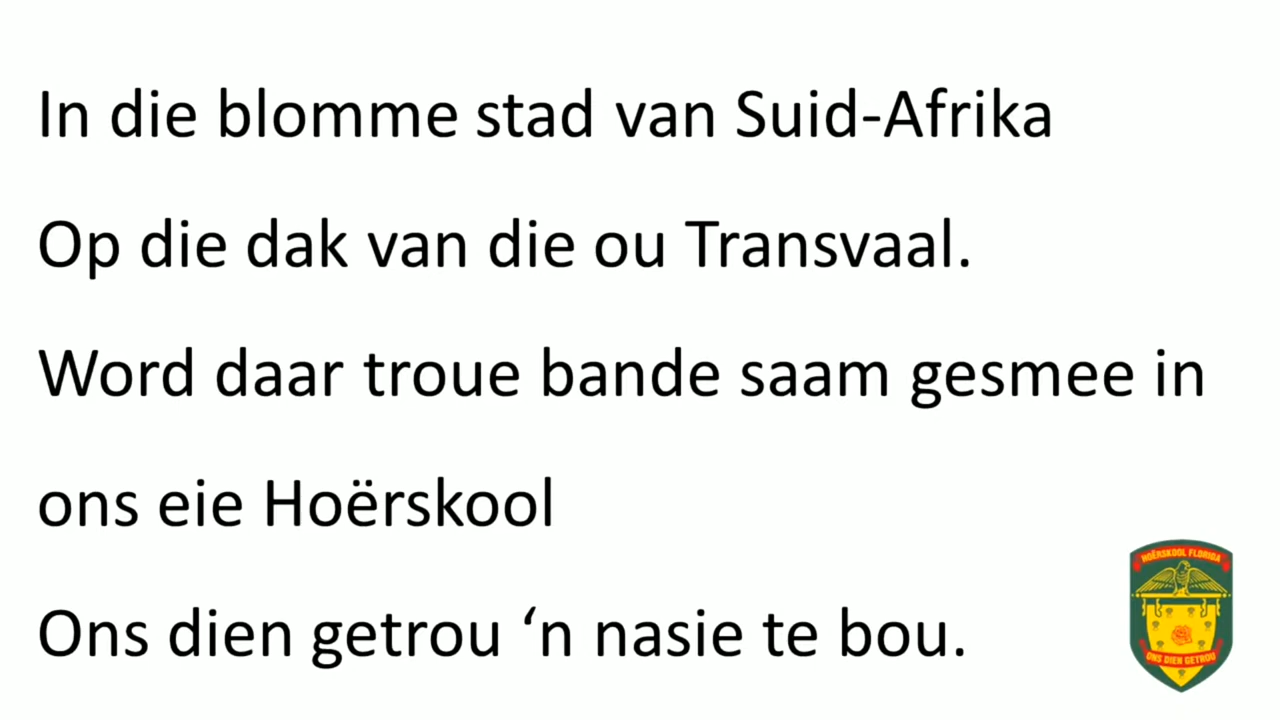 In die blomme stad van Suid-Afrika
Op die dak van die ou Transvaal.
Word daar troue bande saam gesmee in
ons eie Hoërskool
Ons dien getrou ‘n nasie te bou.
HOËRSKOOL FLORIDA
ONS DIEN GETROU